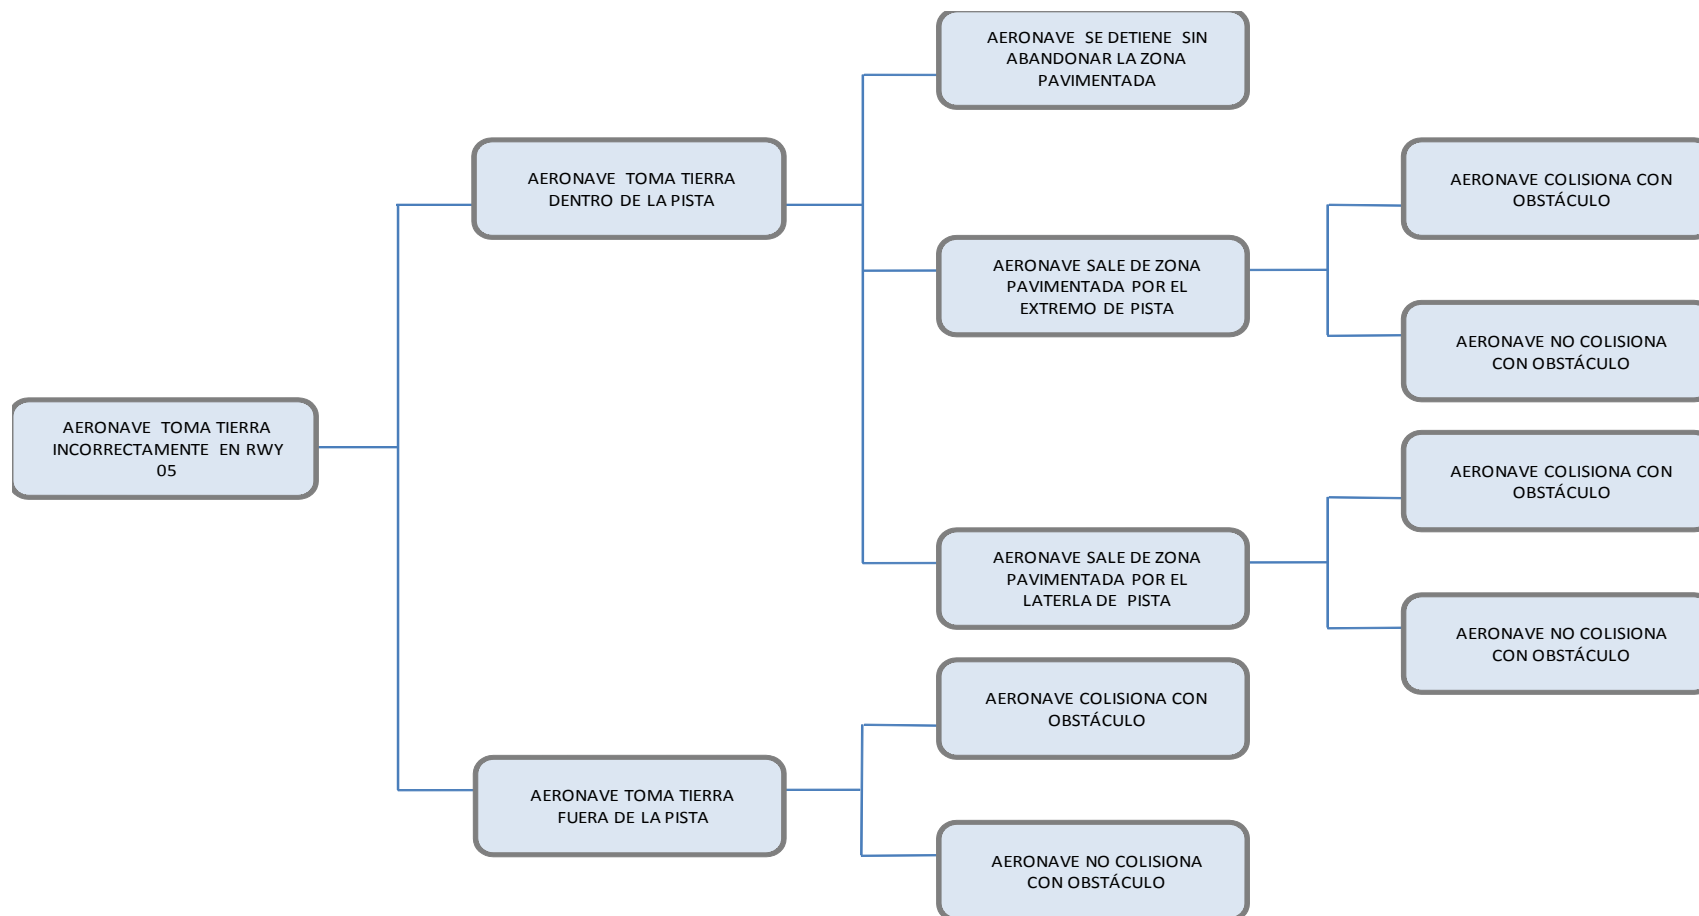 AERONAVE SE DETIENE SIN
ABANDONAR LA ZONA
PAVIMENTADA
AERONAVE TOMA TIERRA
DENTRO DE LA PISTA
AERONAVE COLISIONA CON
OBSTÁCULO
AERONAVE SALE DE ZONA
PAVIMENTADA POR EL
EXTREMO DE PISTA
AERONAVE NO COLISIONA
CON OBSTÁCULO
AERONAVE TOMA TIERRA
INCORRECTAMENTE EN RWY
05
AERONAVE COLISIONA CON
OBSTÁCULO
AERONAVE SALE DE ZONA
PAVIMENTADA POR EL
LATERLA DE PISTA
AERONAVE NO COLISIONA
CON OBSTÁCULO
AERONAVE COLISIONA CON
OBSTÁCULO
AERONAVE TOMA TIERRA
FUERA DE LA PISTA
AERONAVE NO COLISIONA
CON OBSTÁCULO